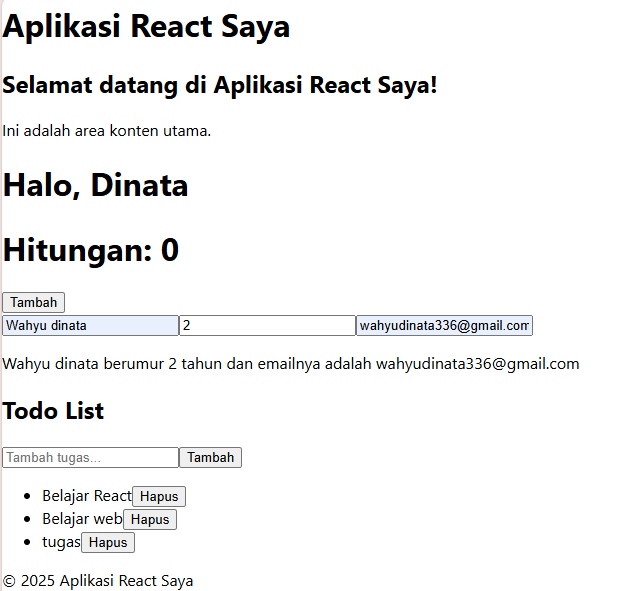 Aplikasi React Saya
Selamat datang di Aplikasi React Saya!
Ini adalah area konten utama.
Halo, Dinata
Hitungan: 0
Tambah
Wahyu dinata 2 wahyudinata336@gmail.com
Wahyu dinata berumur 2 tahun dan emailnya adalah wahyudinata336@gmail.com
Todo List
Tambah tugas... Tambah
Belajar React Hapus
Belajar web Hapus
tugas Hapus
© 2025 Aplikasi React Saya